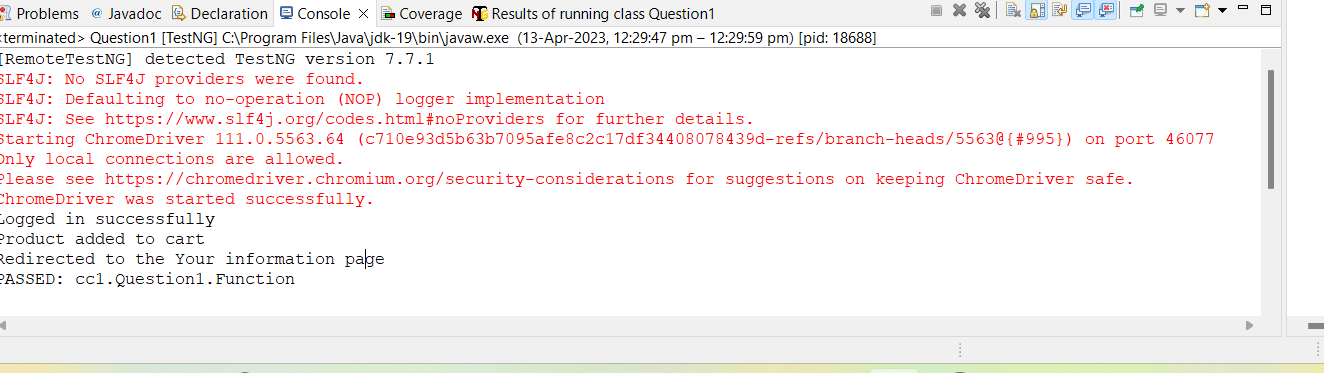 Problems @ Javadoc Declaration Console Coverage Results of running class Question1
<terminated> Question1 [TestNG] C:\Program Files\Java\jdk-19\bin\javaw.exe (13-Apr-2023, 12:29:47 pm – 12:29:59 pm) [pid: 18688]
[RemoteTestNG] detected TestNG version 7.7.1
SLF4J: No SLF4J providers were found.
SLF4J: Defaulting to no-operation (NOP) logger implementation
SLF4J: See https://www.slf4j.org/codes.html#noProviders for further details.
Starting ChromeDriver 111.0.5563.64 (c710e93d5b63b7095afe8c2c17df34408078439d-refs/branch-heads/5563@{#995}) on port 46077
Only local connections are allowed.
Please see https://chromedriver.chromium.org/security-considerations for suggestions on keeping ChromeDriver safe.
ChromeDriver was started successfully.
Logged in successfully
Product added to cart
Redirected to the Your information page
PASSED: cc1.Question1.Function